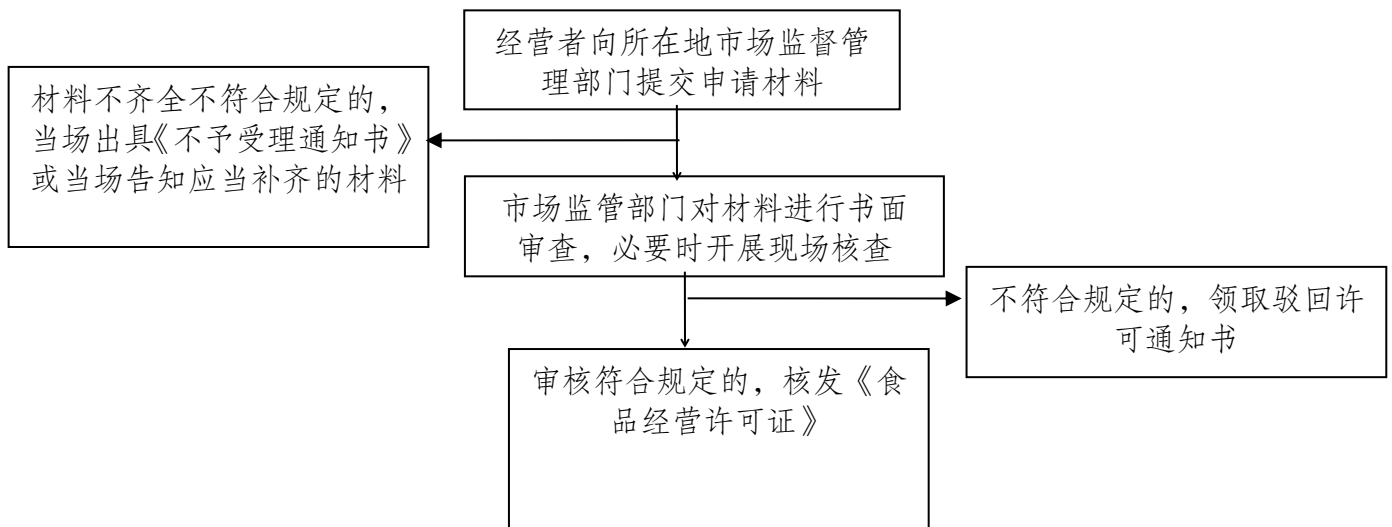 经营者向所在地市场监督管
理部门提交申请材料
材料不齐全不符合规定的，
当场出具《不予受理通知书》
或当场告知应当补齐的材料
市场监管部门对材料进行书面
审查，必要时开展现场核查
不符合规定的，领取驳回许
可通知书
审核符合规定的，核发《食
品经营许可证》